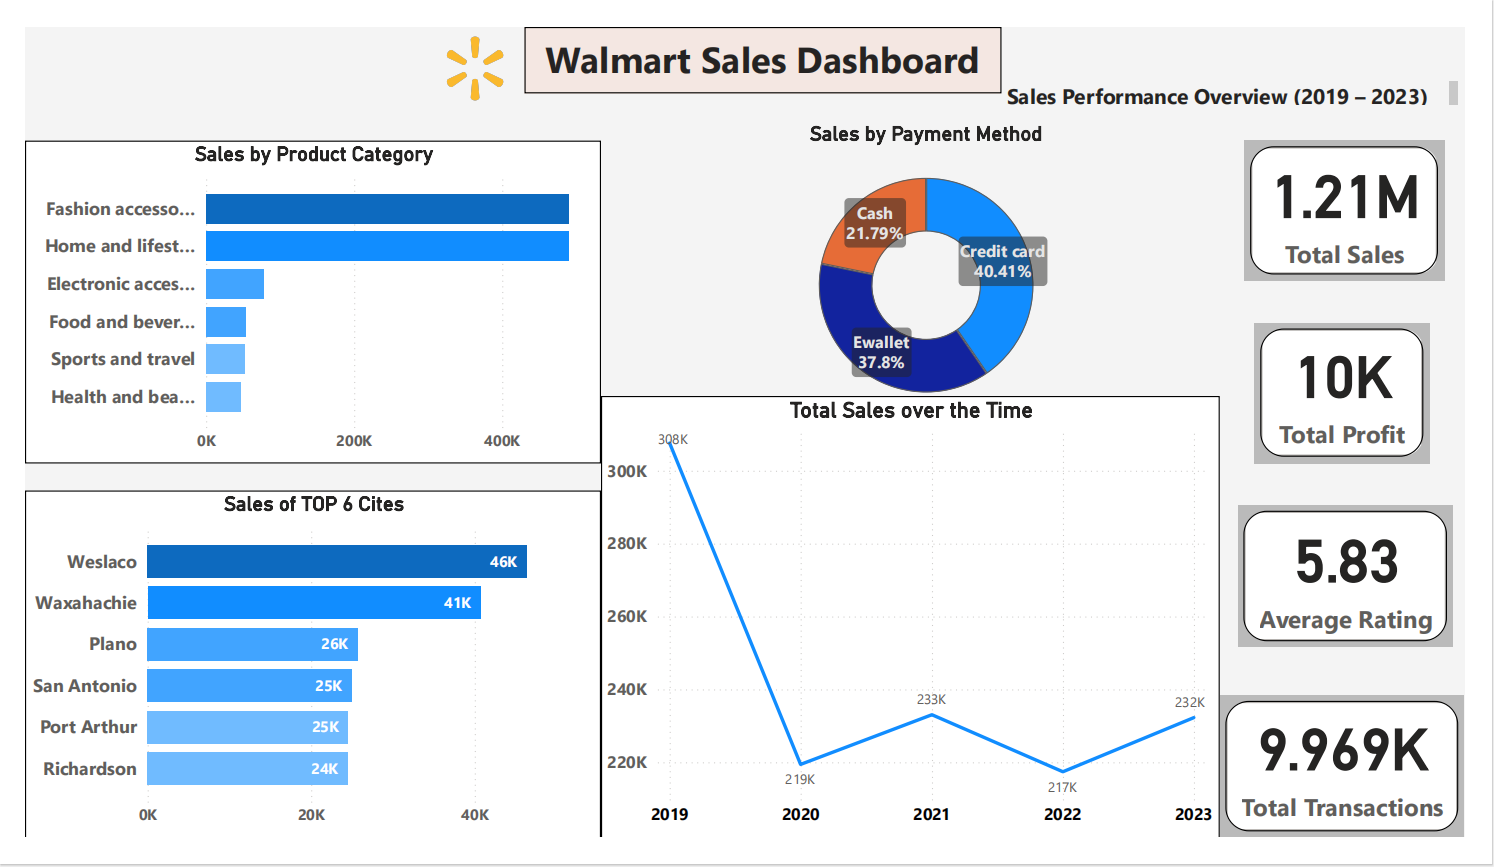 Walmart Sales Dashboard
Sales Performance Overview (2019 – 2023)
Sales by Product Category
Fashion accesso...
Home and lifest...
Electronic acces...
Food and bever...
Sports and travel
Health and bea...
0K 200K 400K
Sales by Payment Method
Cash
21.79%
Credit card
40.41%
Ewallet
37.8%
1.21M
Total Sales
10K
Total Profit
5.83
Average Rating
9.969K
Total Transactions
Sales of TOP 6 Cites
Weslaco 46K
Waxahachie 41K
Plano 26K
San Antonio 25K
Port Arthur 25K
Richardson 24K
0K 20K 40K
Total Sales over the Time
308K
300K
280K
260K
240K
233K
232K
220K
219K
217K
2019 2020 2021 2022 2023